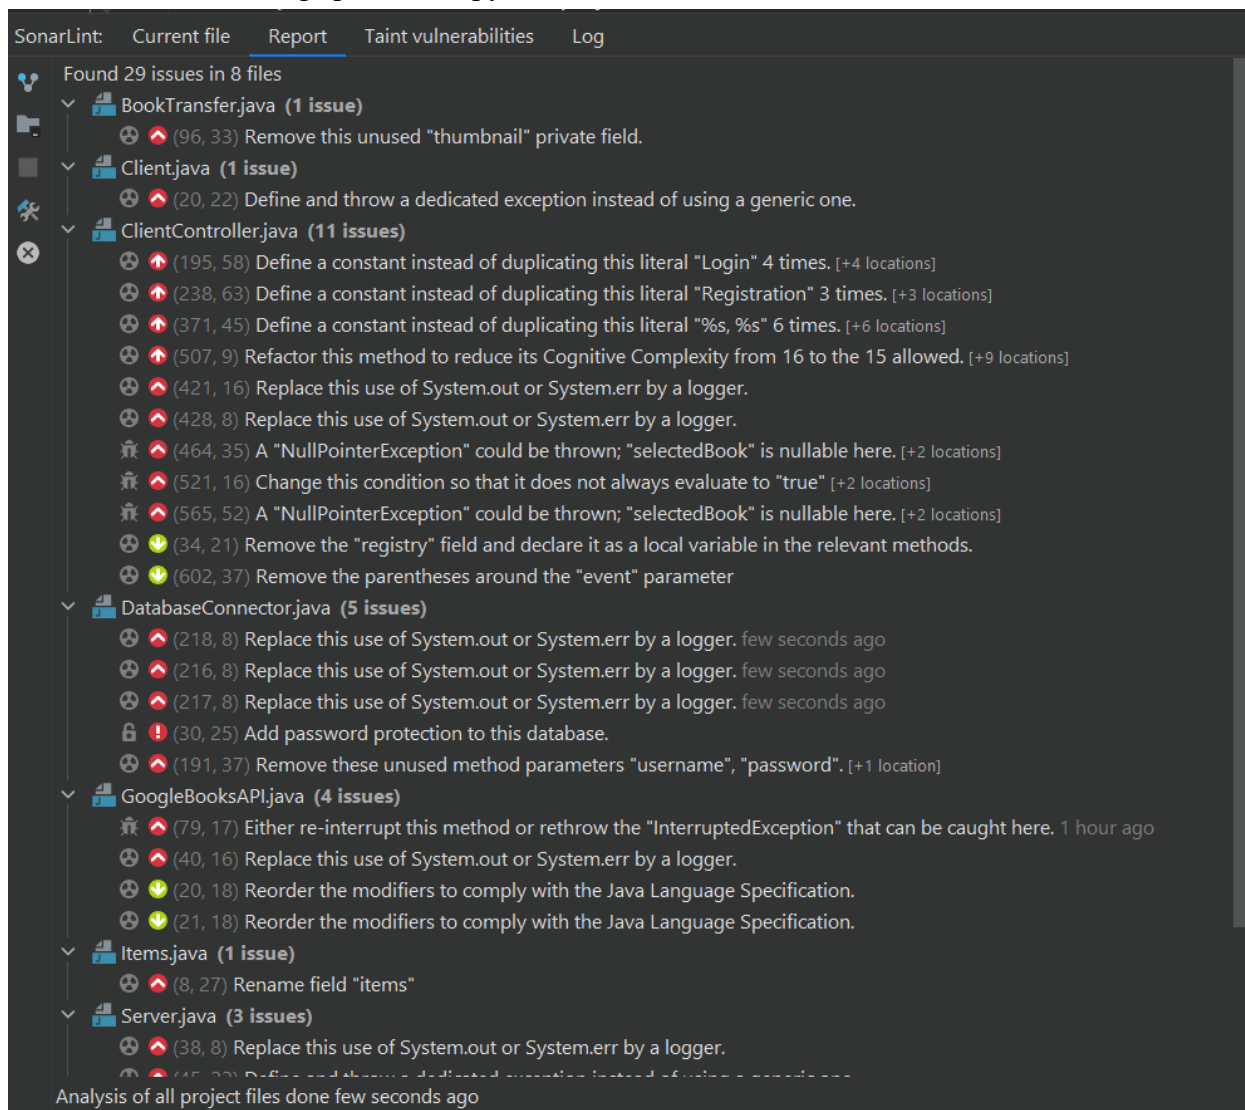 SonarLint: Current file Report Taint vulnerabilities Log
Found 29 issues in 8 files
BookTransfer.java (1 issue)
(96, 33) Remove this unused "thumbnail" private field.
Client.java (1 issue)
(20, 22) Define and throw a dedicated exception instead of using a generic one.
ClientController.java (11 issues)
(195, 58) Define a constant instead of duplicating this literal "Login" 4 times. [+4 locations]
(238, 63) Define a constant instead of duplicating this literal "Registration" 3 times. [+3 locations]
(371, 45) Define a constant instead of duplicating this literal "%s, %s" 6 times. [+6 locations]
(507, 9) Refactor this method to reduce its Cognitive Complexity from 16 to the 15 allowed. [+9 locations]
(421, 16) Replace this use of System.out or System.err by a logger.
(428, 8) Replace this use of System.out or System.err by a logger.
(464, 35) A "NullPointerException" could be thrown; "selectedBook" is nullable here. [+2 locations]
(521, 16) Change this condition so that it does not always evaluate to "true" [+2 locations]
(565, 52) A "NullPointerException" could be thrown; "selectedBook" is nullable here. [+2 locations]
(34, 21) Remove the "registry" field and declare it as a local variable in the relevant methods.
(602, 37) Remove the parentheses around the "event" parameter
DatabaseConnector.java (5 issues)
(218, 8) Replace this use of System.out or System.err by a logger. few seconds ago
(216, 8) Replace this use of System.out or System.err by a logger. few seconds ago
(217, 8) Replace this use of System.out or System.err by a logger. few seconds ago
(30, 25) Add password protection to this database.
(191, 37) Remove these unused method parameters "username", "password". [+1 location]
GoogleBooksAPI.java (4 issues)
(79, 17) Either re-interrupt this method or rethrow the "InterruptedException" that can be caught here. 1 hour ago
(40, 16) Replace this use of System.out or System.err by a logger.
(20, 18) Reorder the modifiers to comply with the Java Language Specification.
(21, 18) Reorder the modifiers to comply with the Java Language Specification.
Items.java (1 issue)
(8, 27) Rename field "items"
Server.java (3 issues)
(38, 8) Replace this use of System.out or System.err by a logger.
Define and throw a dedicated exception instead of using a generic one
Analysis of all project files done few seconds ago